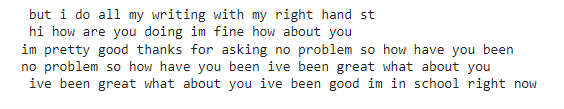 but i do all my writing with my right hand st
hi how are you doing im fine how about you
im pretty good thanks for asking no problem so how have you been
no problem so how have you been ive been great what about you
ive been great what about you ive been good im in school right now